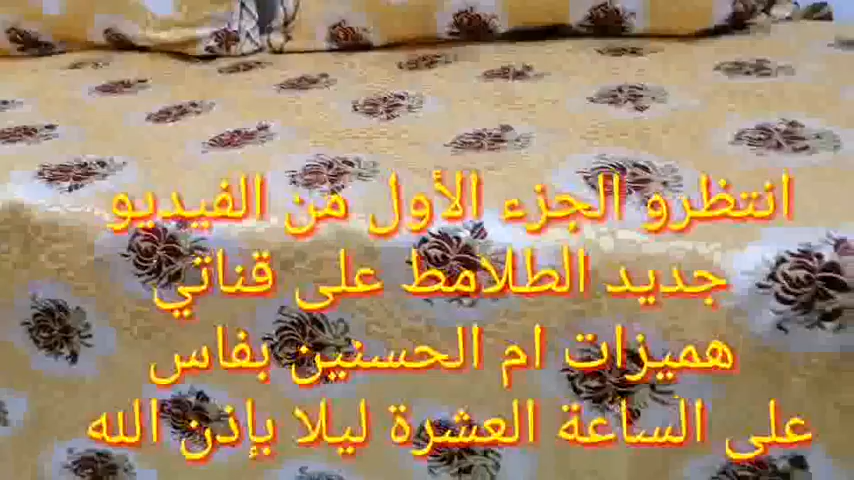 انتظرو الجزء الأول من الفيديو
جديد الطلامط على قناتي
هميزات ام الحسنين بفاس
على الساعة العشرة ليلا بإذن الله